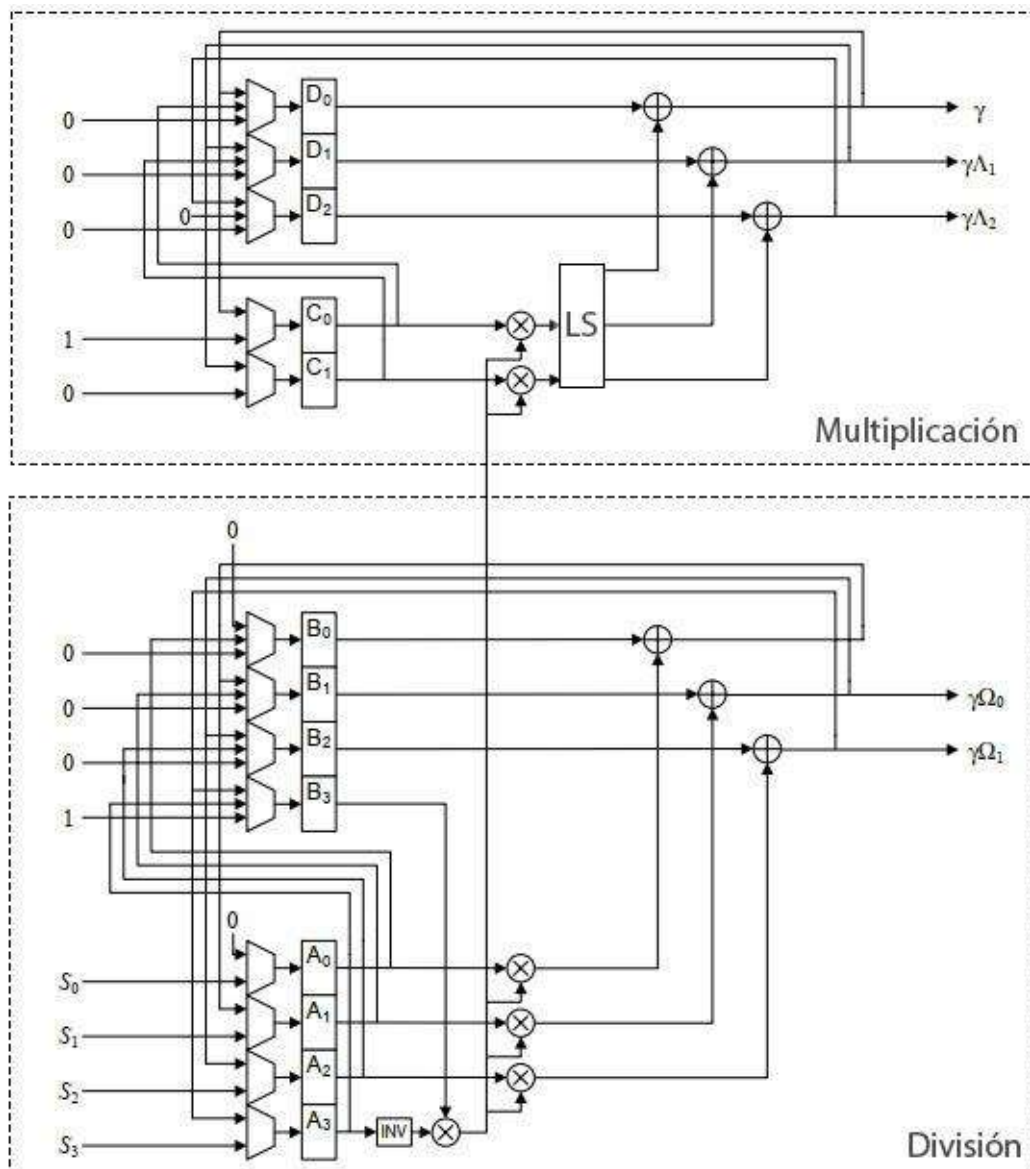 D₀
γ
0
D₁
γΛ₁
0
D₂
0
γΛ₂
0
C₀
LS
1
C₁
0
Multiplicación
0
B₀
0
B₁
γΩ₀
0
B₂
γΩ₁
0
B₃
1
0
A₀
S₀
A₁
S₁
A₂
S₂
A₃
INV
S₃
División